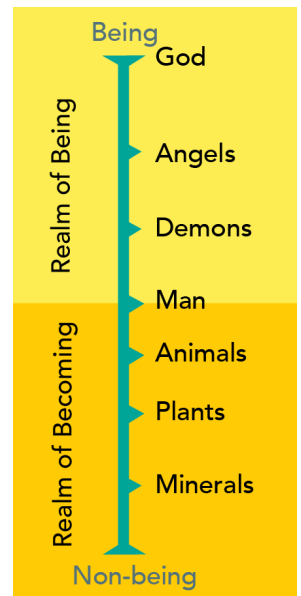 Being
God
Angels
Demons
Man
Animals
Plants
Minerals
Non-being
Realm of Being
Realm of Becoming